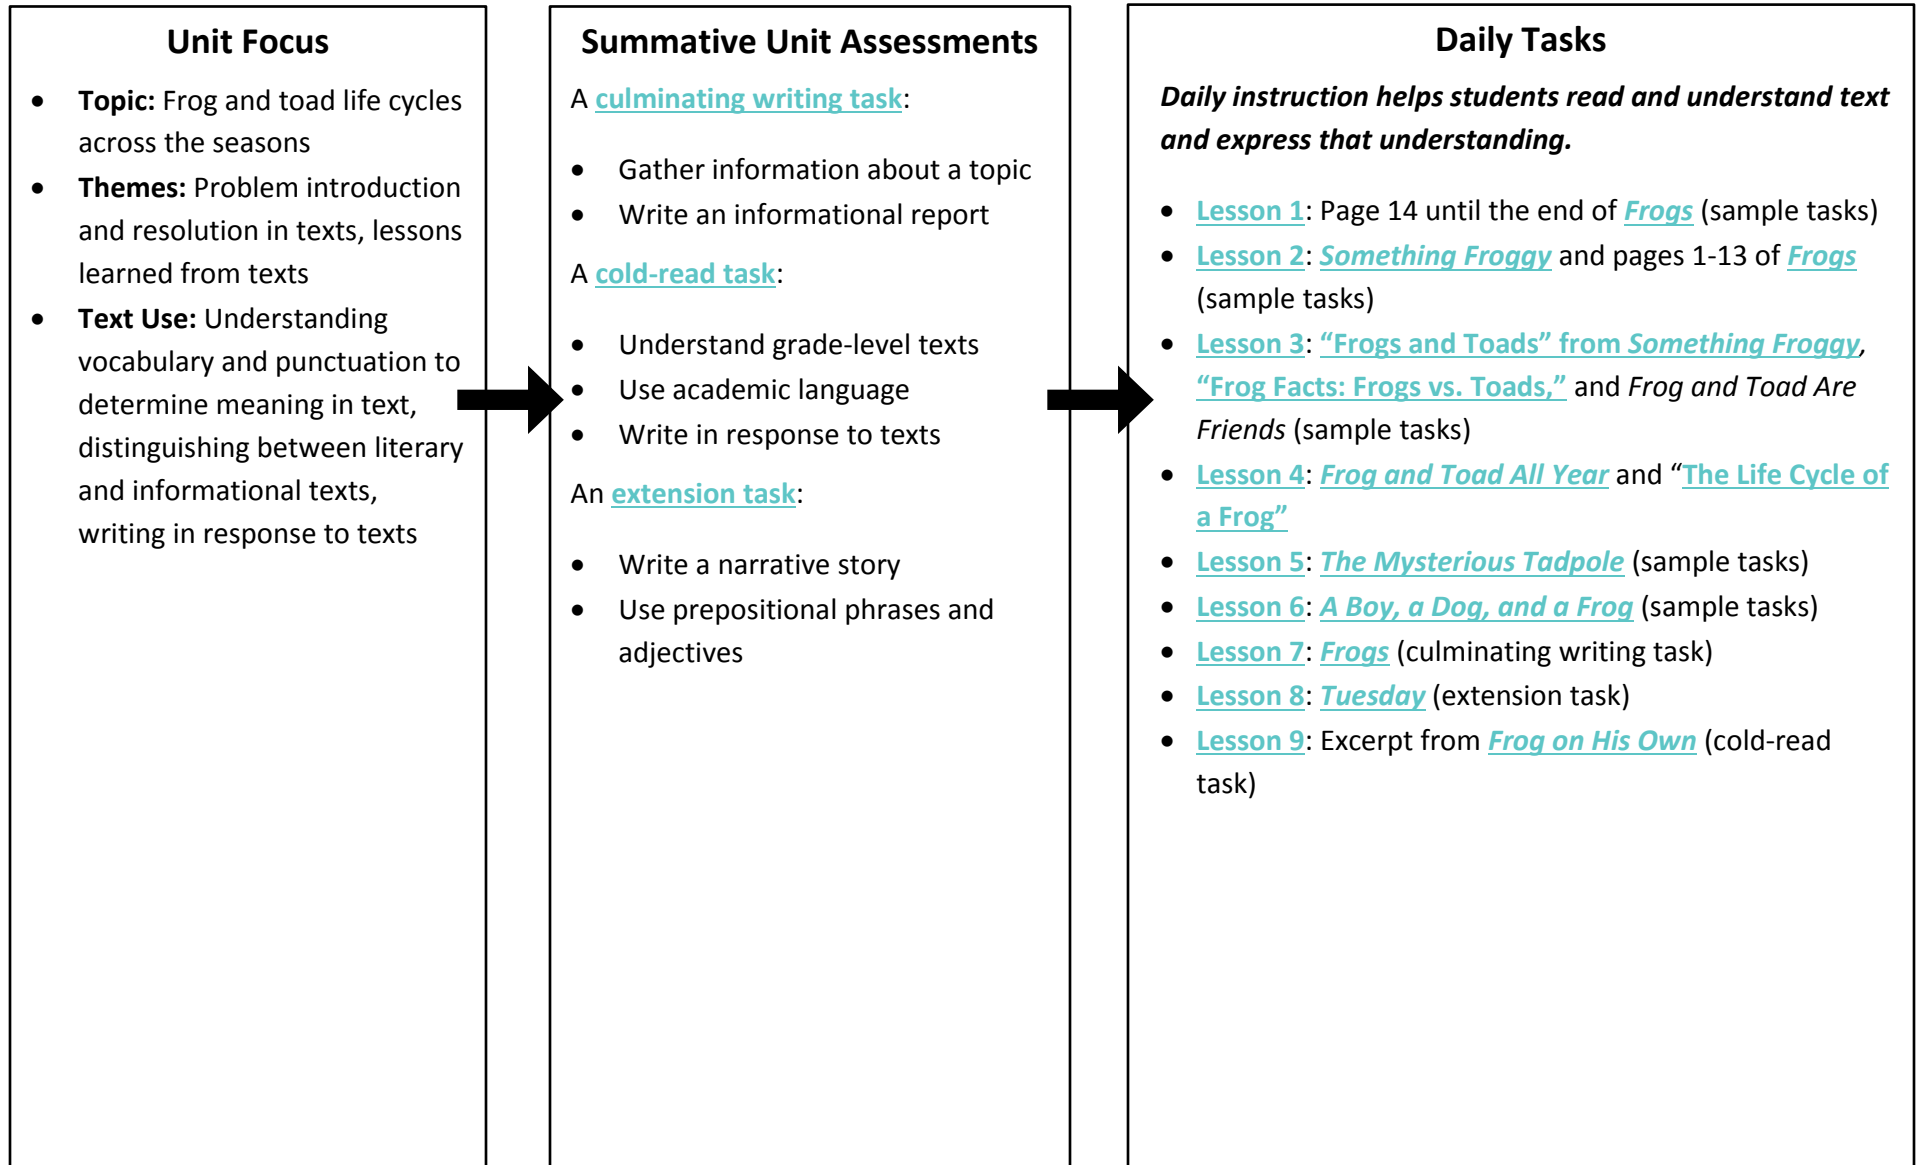 Unit Focus
• Topic: Frog and toad life cycles
across the seasons
• Themes: Problem introduction
and resolution in texts, lessons
learned from texts
• Text Use: Understanding
vocabulary and punctuation to
determine meaning in text,
distinguishing between literary
and informational texts,
writing in response to texts
Summative Unit Assessments
A culminating writing task:
• Gather information about a topic
• Write an informational report
A cold-read task:
• Understand grade-level texts
• Use academic language
• Write in response to texts
An extension task:
• Write a narrative story
• Use prepositional phrases and
adjectives
Daily Tasks
Daily instruction helps students read and understand text
and express that understanding.
• Lesson 1: Page 14 until the end of Frogs (sample tasks)
• Lesson 2: Something Froggy and pages 1-13 of Frogs
(sample tasks)
• Lesson 3: “Frogs and Toads” from Something Froggy,
“Frog Facts: Frogs vs. Toads,” and Frog and Toad Are
Friends (sample tasks)
• Lesson 4: Frog and Toad All Year and “The Life Cycle of
a Frog”
• Lesson 5: The Mysterious Tadpole (sample tasks)
• Lesson 6: A Boy, a Dog, and a Frog (sample tasks)
• Lesson 7: Frogs (culminating writing task)
• Lesson 8: Tuesday (extension task)
• Lesson 9: Excerpt from Frog on His Own (cold-read
task)